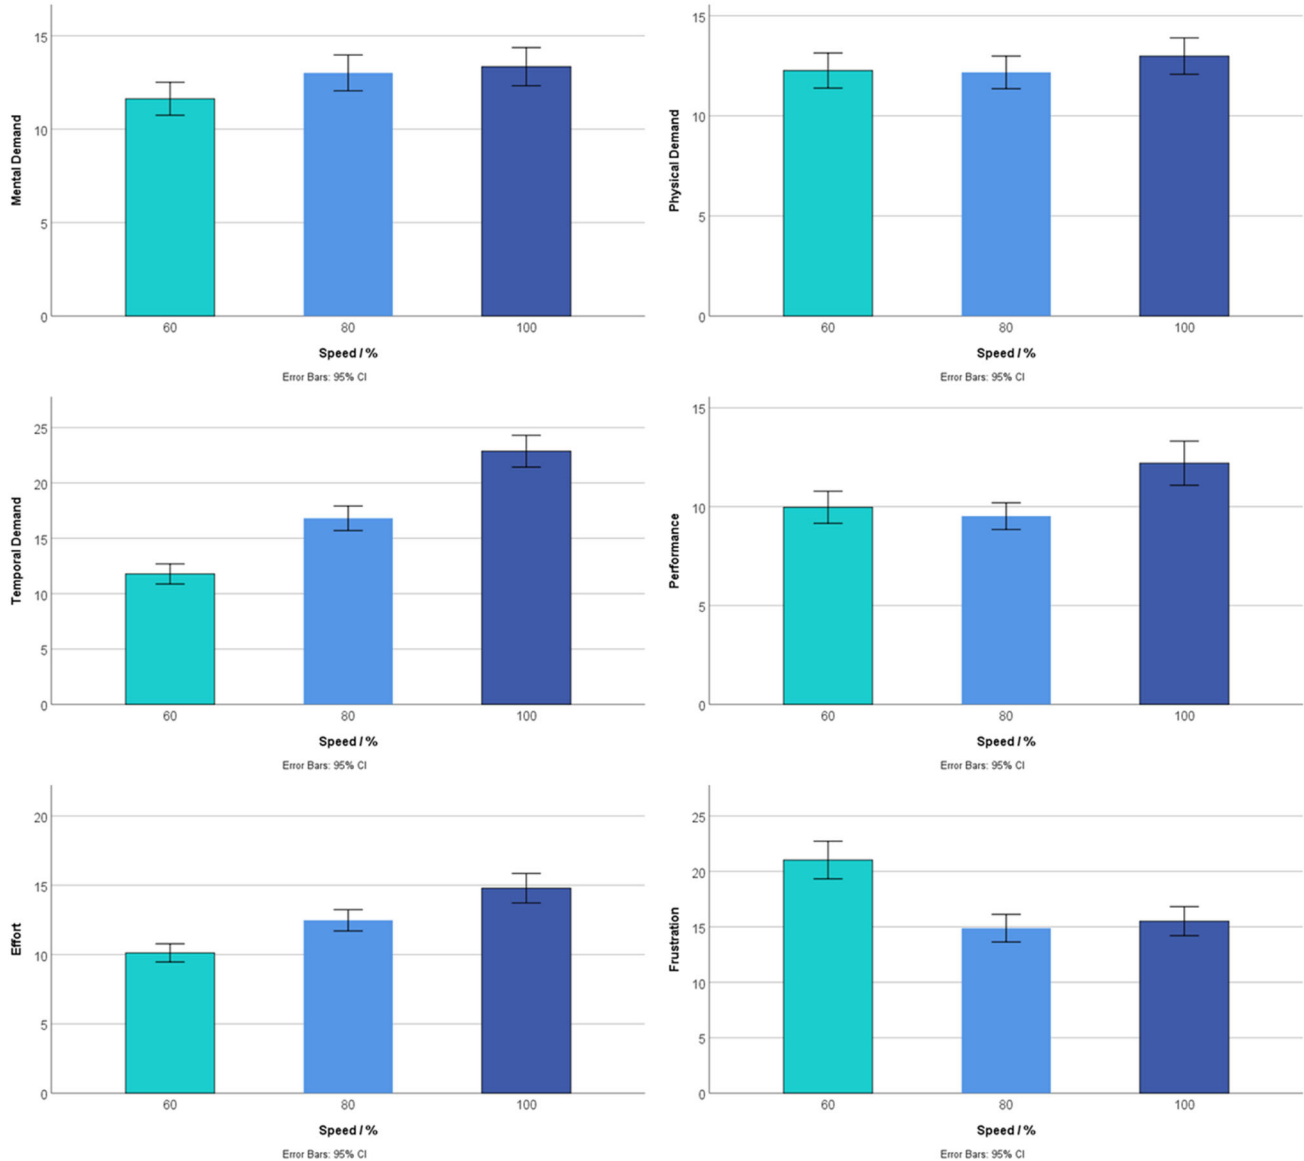 Mental Demand
15
10
5
0
60 80 100
Speed / %
Error Bars: 95% CI
Physical Demand
15
10
5
0
60 80 100
Speed / %
Error Bars: 95% CI
Temporal Demand
25
20
15
10
5
0
60 80 100
Speed / %
Error Bars: 95% CI
Performance
15
10
5
0
60 80 100
Speed / %
Error Bars: 95% CI
Effort
20
15
10
5
0
60 80 100
Speed / %
Error Bars: 95% CI
Frustration
25
20
15
10
5
0
60 80 100
Speed / %
Error Bars: 95% CI